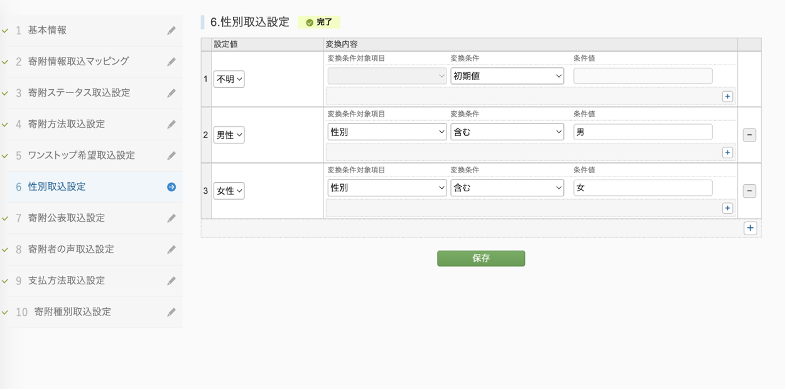 1 基本情報
2 寄附情報取込マッピング
3 寄附ステータス取込設定
4 寄附方法取込設定
5 ワンストップ希望取込設定
6 性別取込設定
7 寄附公表取込設定
8 寄附者の声取込設定
9 支払方法取込設定
10 寄附種別取込設定
6.性別取込設定 完了
設定値 変換内容
変換条件対象項目 変換条件 条件値
1 不明 初期値
+
変換条件対象項目 変換条件 条件値
2 男性 性別 含む 男 −
+
変換条件対象項目 変換条件 条件値
3 女性 性別 含む 女 −
+
+
保存